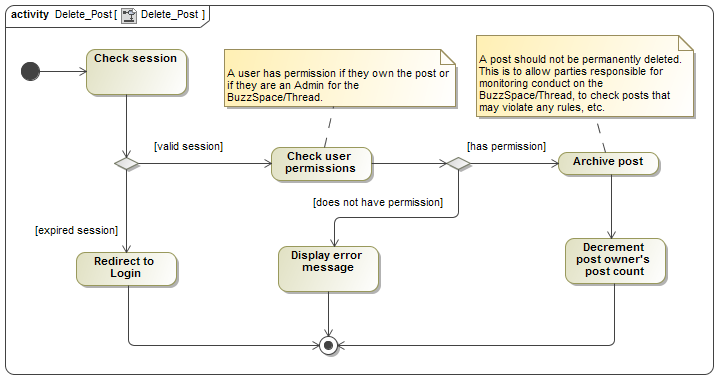 activity Delete_Post [ Delete_Post ]
Check session
A user has permission if they own the post or
if they are an Admin for the
BuzzSpace/Thread.
A post should not be permanently deleted.
This is to allow parties responsible for
monitoring conduct on the
BuzzSpace/Thread, to check posts that
may violate any rules, etc.
[valid session]
Check user
permissions
[has permission]
Archive post
[does not have permission]
[expired session]
Redirect to
Login
Display error
message
Decrement
post owner's
post count